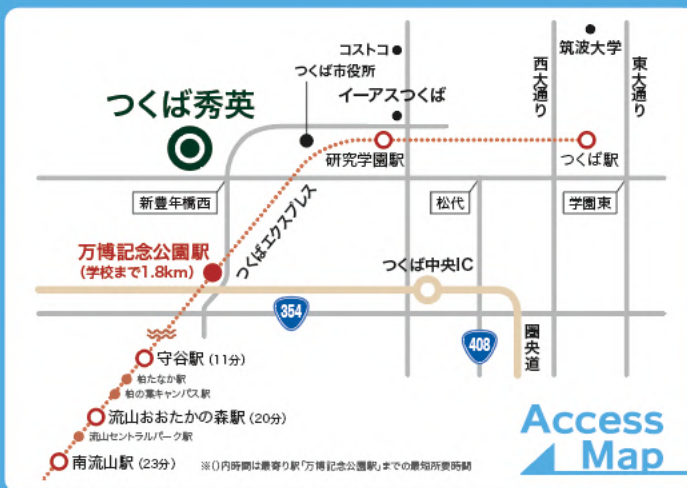 コストコ
つくば市役所
つくば秀英
イーアスつくば
研究学園駅
西大通り
筑波大学
東大通り
つくば駅
新豊年橋西
松代
学園東
つくばエクスプレス
万博記念公園駅
(学校まで1.8km)
つくば中央IC
354
408
圏央道
守谷駅 (11分)
柏たなか駅
柏の葉キャンパス駅
流山おおたかの森駅 (20分)
流山セントラルパーク駅
南流山駅 (23分)
※()内時間は最寄り駅「万博記念公園駅」までの最短所要時間
Access
Map